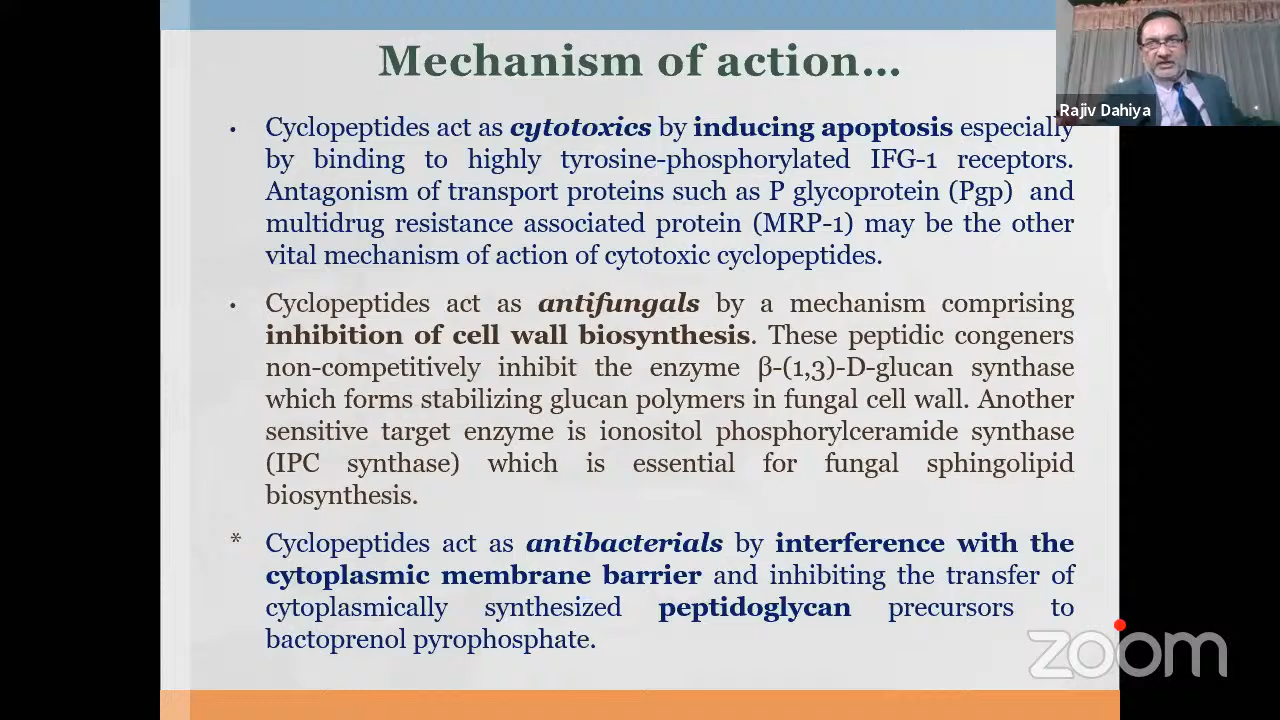 Mechanism of action...
Rajiv Dahiya
• Cyclopeptides act as cytotoxics by inducing apoptosis especially
by binding to highly tyrosine-phosphorylated IFG-1 receptors.
Antagonism of transport proteins such as P glycoprotein (Pgp) and
multidrug resistance associated protein (MRP-1) may be the other
vital mechanism of action of cytotoxic cyclopeptides.
• Cyclopeptides act as antifungals by a mechanism comprising
inhibition of cell wall biosynthesis. These peptidic congeners
non-competitively inhibit the enzyme β-(1,3)-D-glucan synthase
which forms stabilizing glucan polymers in fungal cell wall. Another
sensitive target enzyme is ionositol phosphorylceramide synthase
(IPC synthase) which is essential for fungal sphingolipid
biosynthesis.
* Cyclopeptides act as antibacterials by interference with the
cytoplasmic membrane barrier and inhibiting the transfer of
cytoplasmically synthesized peptidoglycan precursors to
bactoprenol pyrophosphate.
zoom